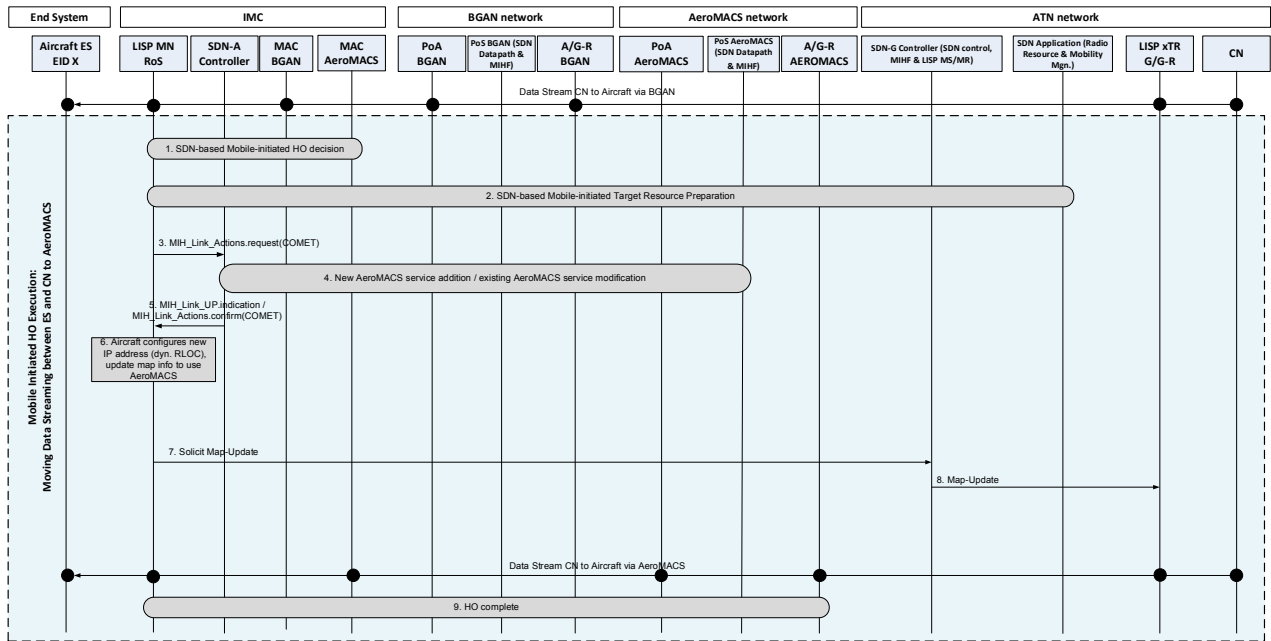 End System
IMC
BGAN network
AeroMACS network
ATN network
Aircraft ES
EID X
LISP MN
RoS
SDN-A
Controller
MAC
BGAN
MAC
AeroMACS
PoA
BGAN
PoS BGAN (SDN
Datapath &
MIHF)
A/G-R
BGAN
PoA
AeroMACS
PoS AeroMACS
(SDN Datapath
& MIHF)
A/G-R
AEROMACS
SDN-G Controller (SDN control,
MIHF & LISP MS/MR)
SDN Application (Radio
Resource & Mobility
Mgn.)
LISP xTR
G/G-R
CN
Data Stream CN to Aircraft via BGAN
Mobile Initiated HO Execution:
Moving Data Streaming between ES and CN to AeroMACS
1. SDN-based Mobile-initiated HO decision
2. SDN-based Mobile-initiated Target Resource Preparation
3. MIH_Link_Actions.request(COMET)
4. New AeroMACS service addition / existing AeroMACS service modification
5. MIH_Link_UP.indication /
MIH_Link_Actions.confirm(COMET)
6. Aircraft configures new
IP address (dyn. RLOC),
update map info to use
AeroMACS
7. Solicit Map-Update
8. Map-Update
Data Stream CN to Aircraft via AeroMACS
9. HO complete